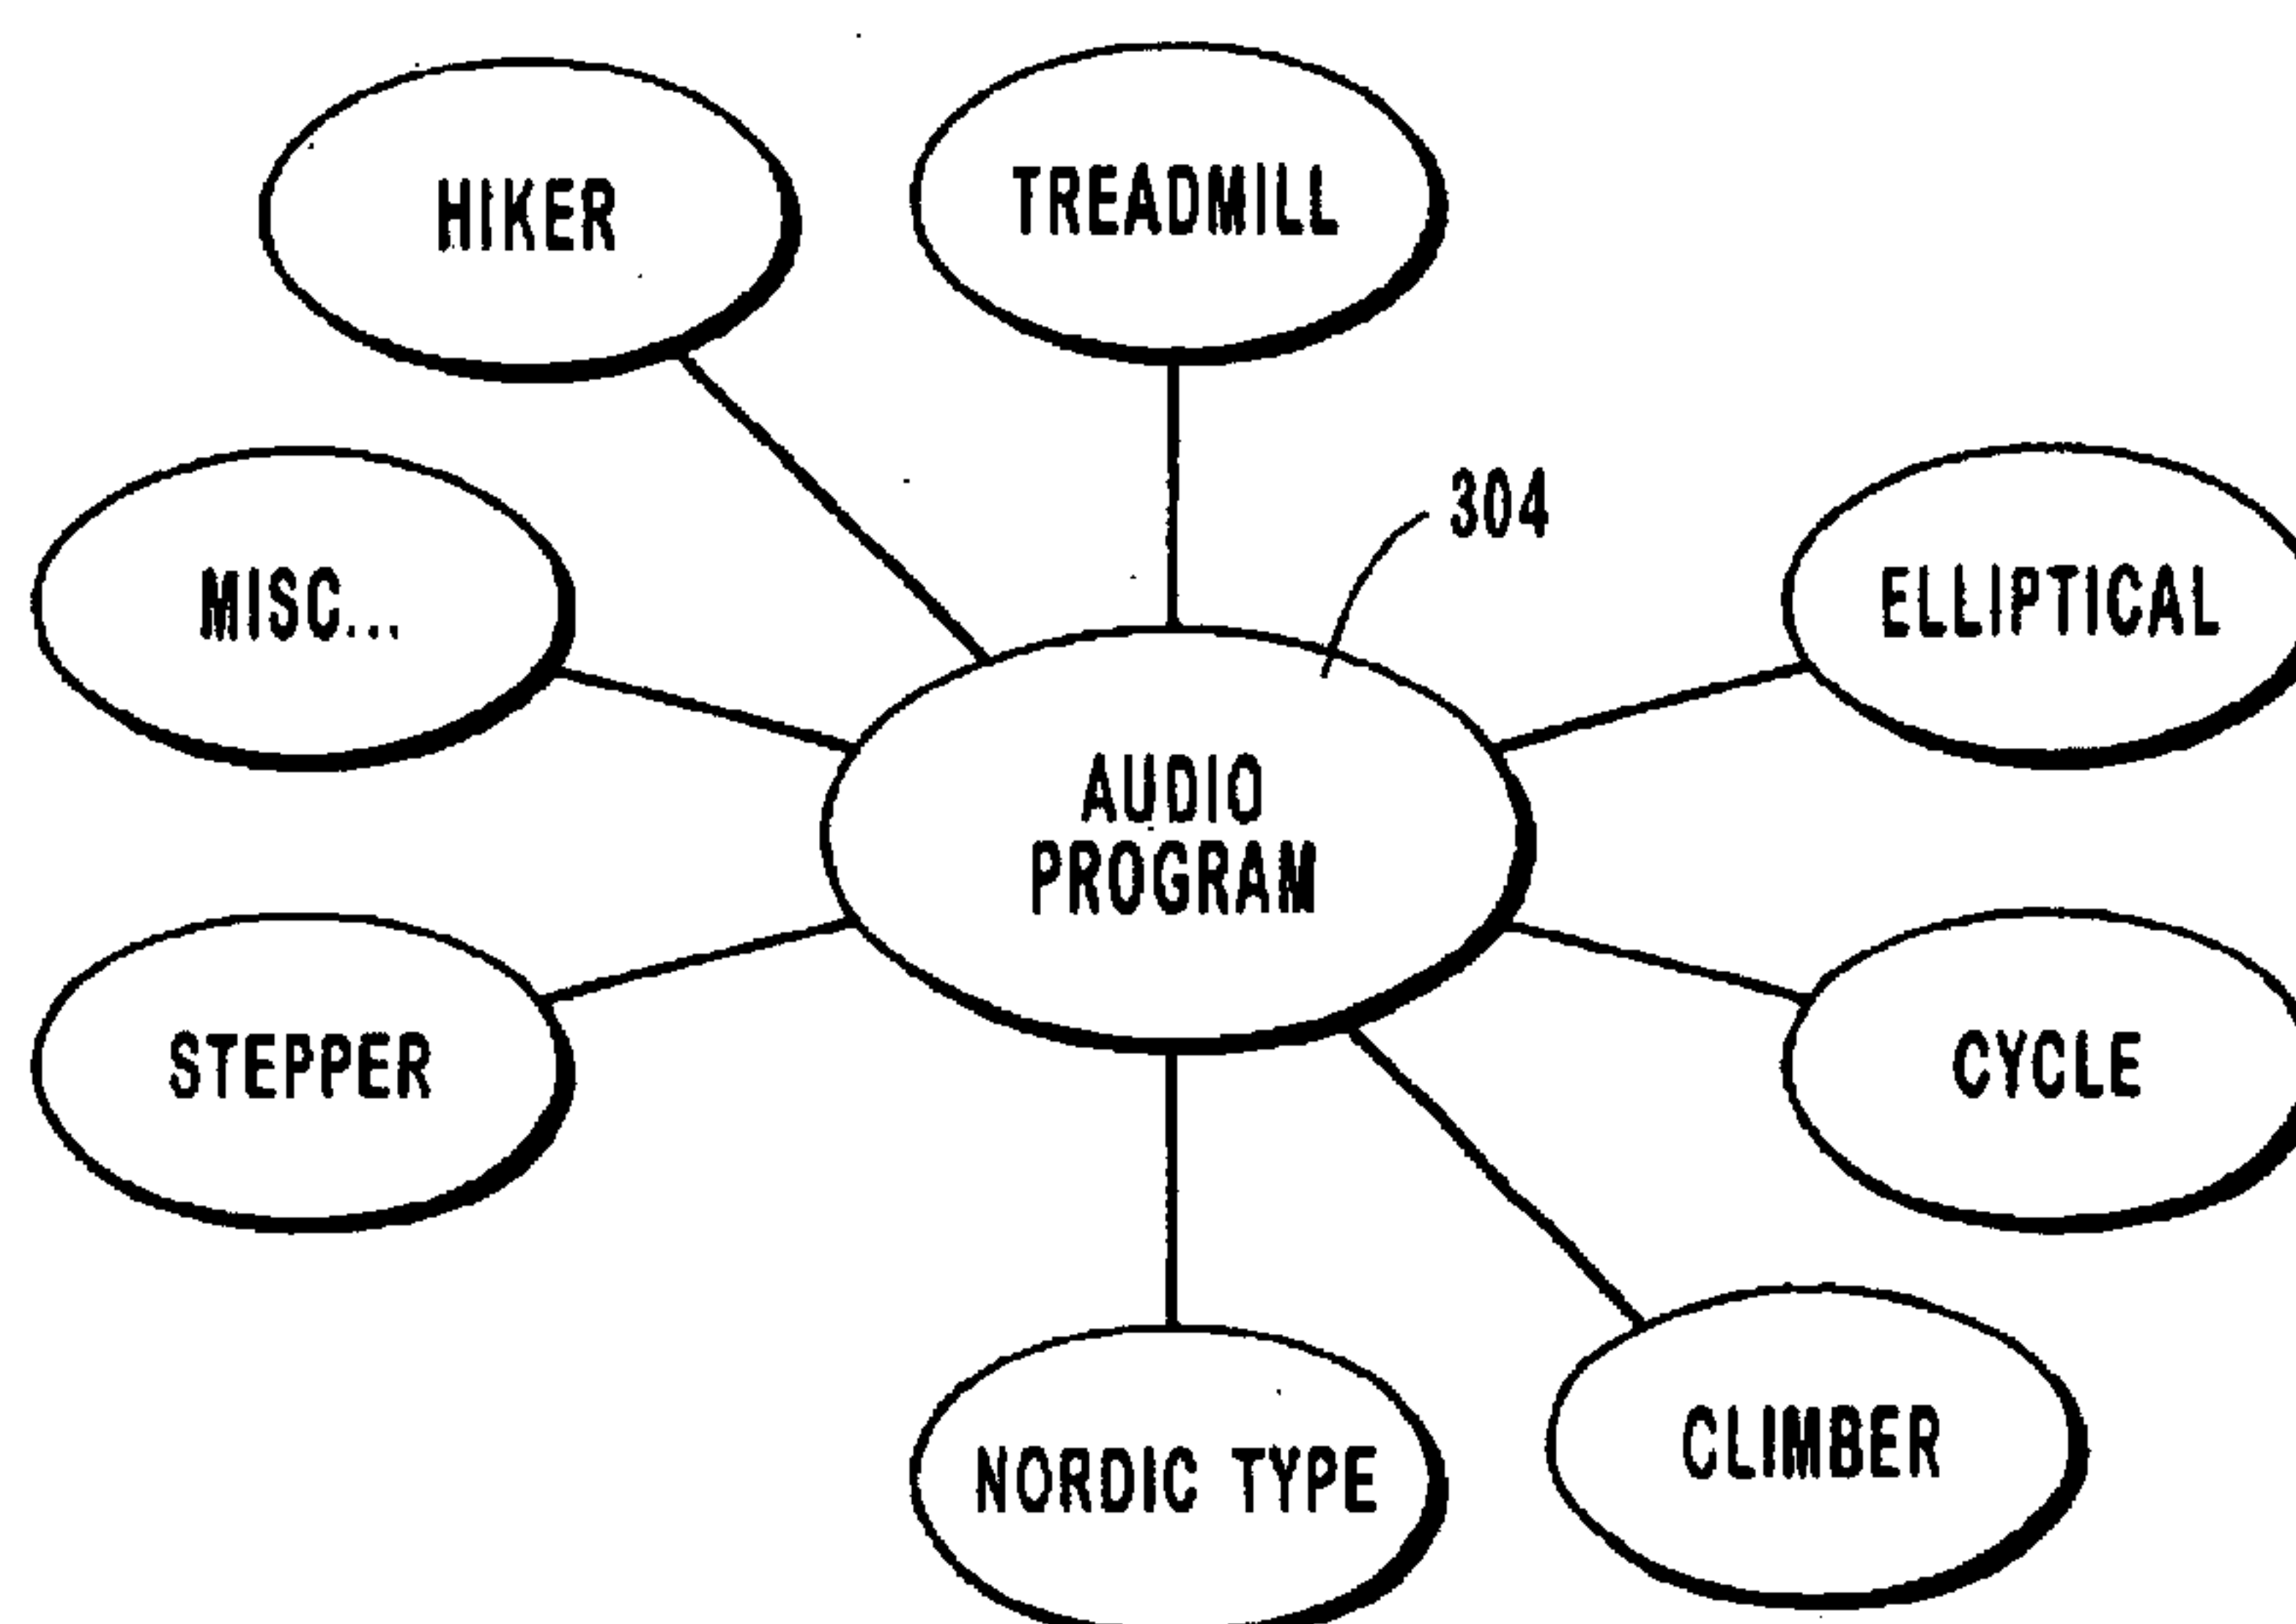 HIKER
TREADMILL
304
MISC...
ELLIPTICAL
AUDIO
PROGRAM
STEPPER
CYCLE
NORDIC TYPE
CLIMBER